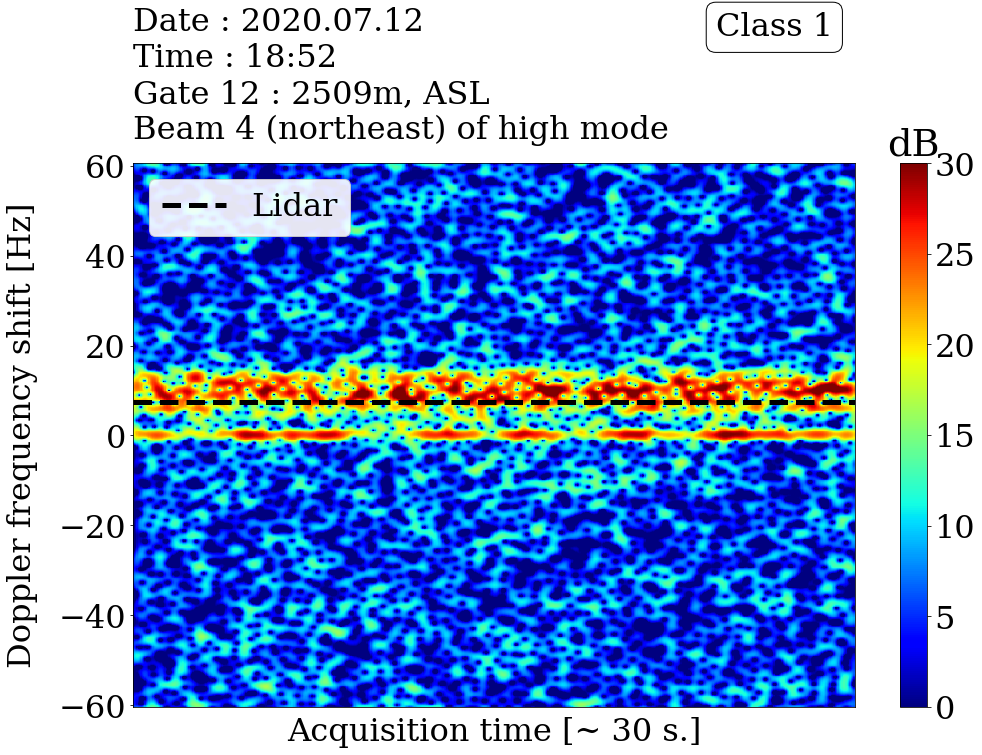 Date : 2020.07.12
Time : 18:52
Gate 12 : 2509m, ASL
Beam 4 (northeast) of high mode
Class 1
dB
Lidar
Doppler frequency shift [Hz]
60
40
20
0
−20
−40
−60
30
25
20
15
10
5
0
Acquisition time [~ 30 s.]